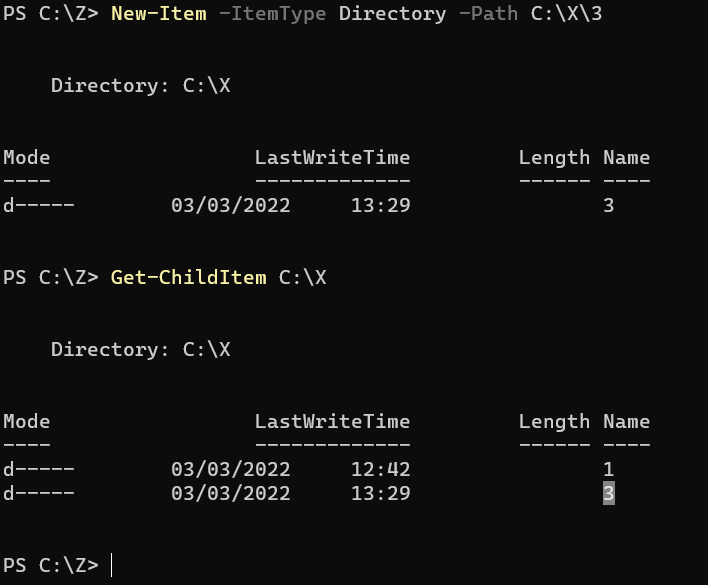 PS C:\Z> New-Item -ItemType Directory -Path C:\X\3
Directory: C:\X
Mode LastWriteTime Length Name
---- ------------- ------ ----
d----- 03/03/2022 13:29 3
PS C:\Z> Get-ChildItem C:\X
Directory: C:\X
Mode LastWriteTime Length Name
---- ------------- ------ ----
d----- 03/03/2022 12:42 1
d----- 03/03/2022 13:29 3
PS C:\Z>